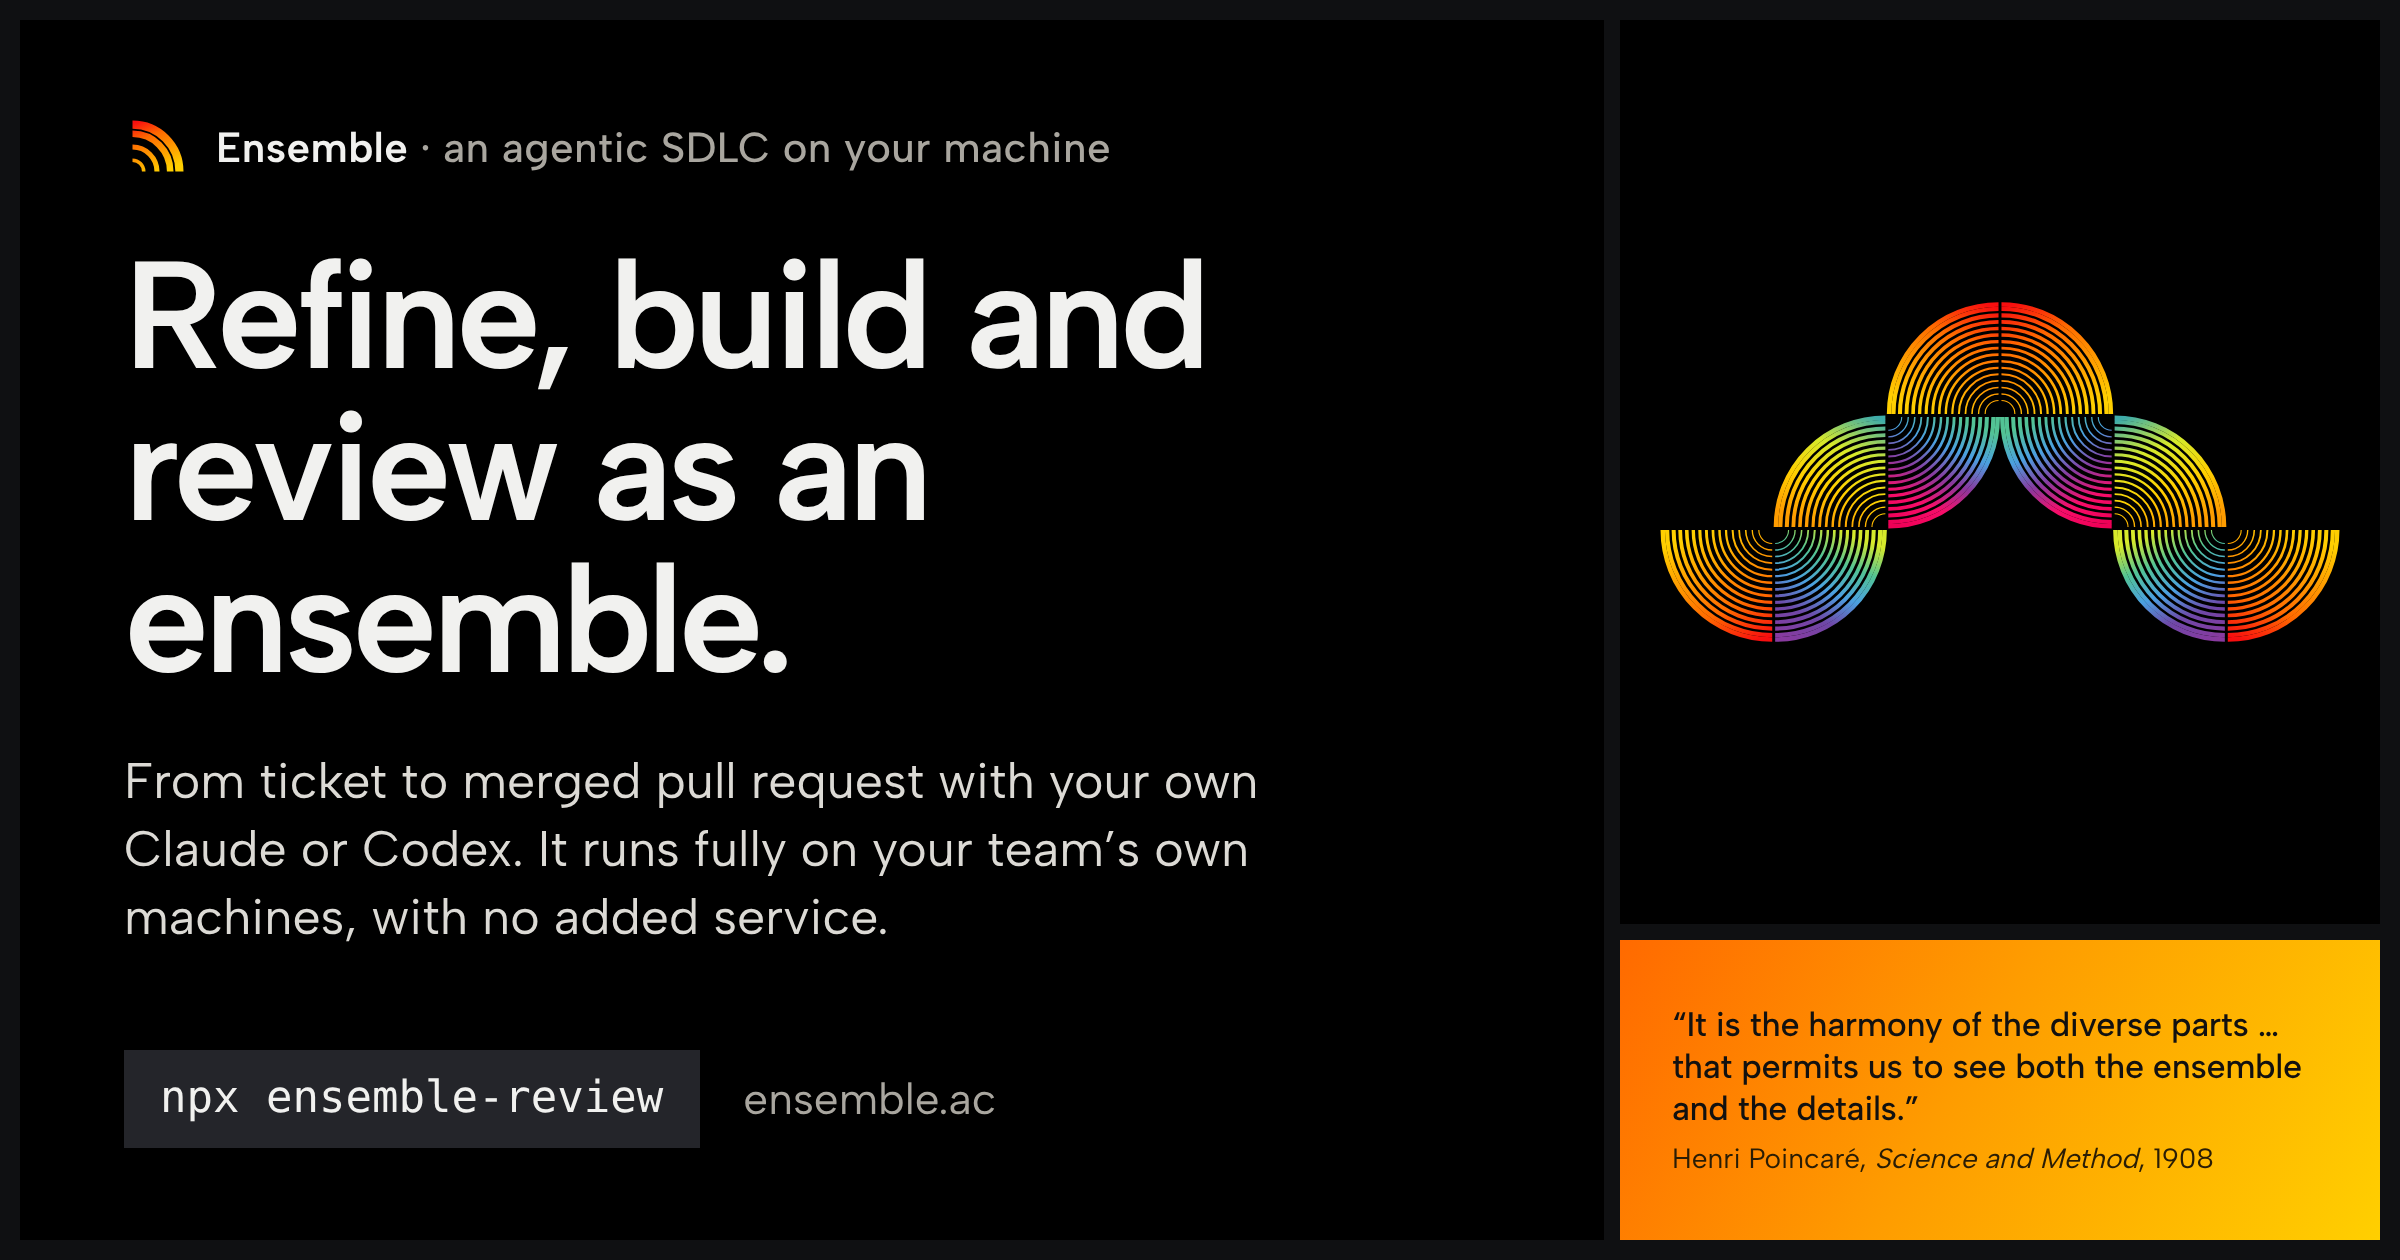 Ensemble · an agentic SDLC on your machine
Refine, build and
review as an
ensemble.
From ticket to merged pull request with your own
Claude or Codex. It runs fully on your team’s own
machines, with no added service.
npx ensemble-review
ensemble.ac
“It is the harmony of the diverse parts …
that permits us to see both the ensemble
and the details.”
Henri Poincaré, Science and Method, 1908